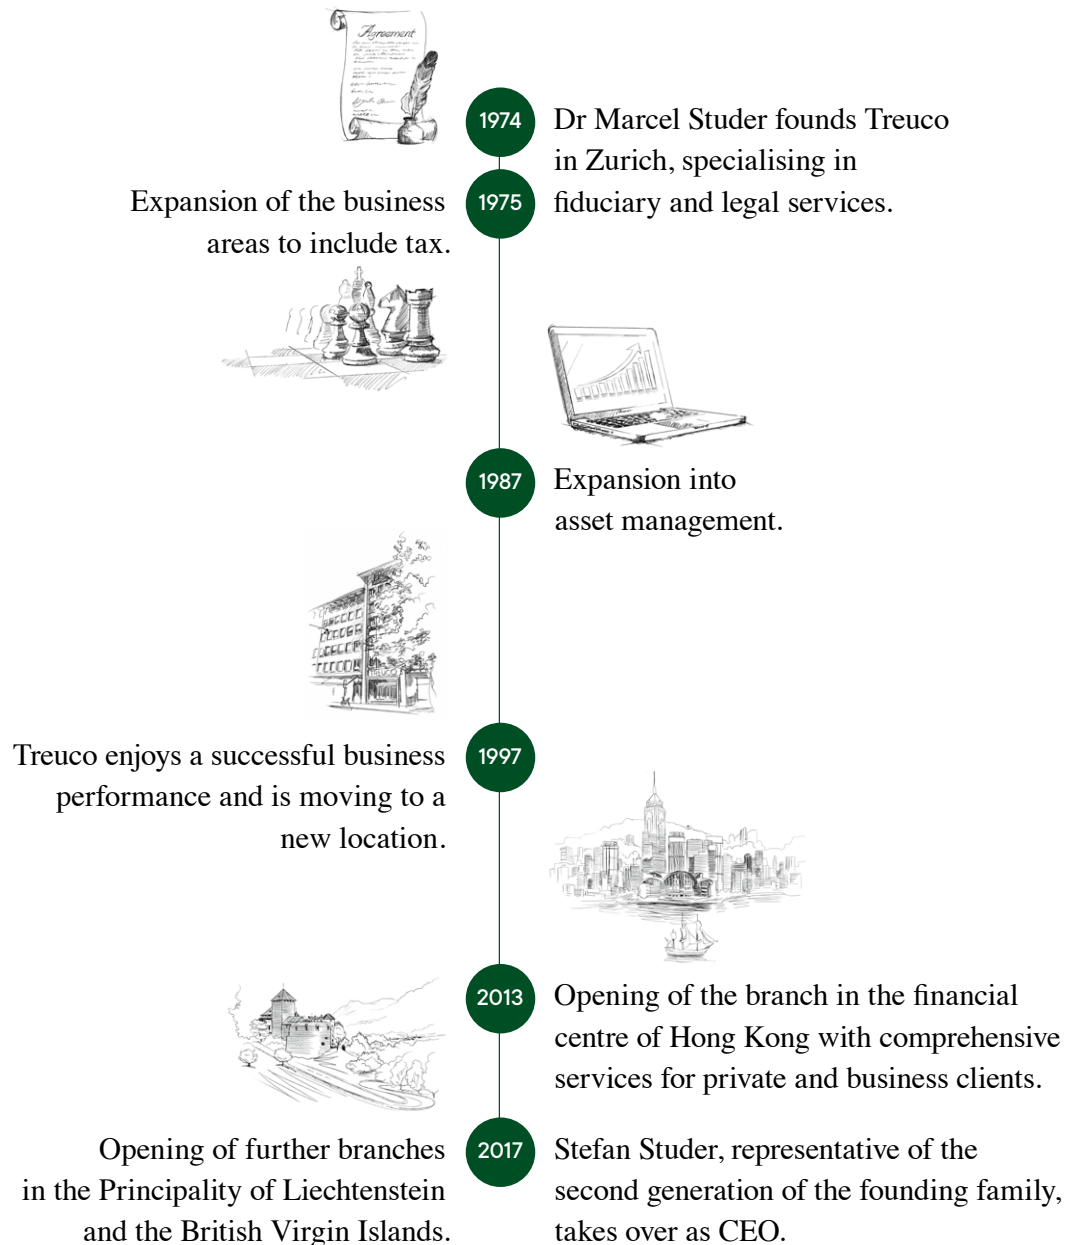 Agreement
1974
Dr Marcel Studer founds Treuco
in Zurich, specialising in
fiduciary and legal services.
1975
Expansion of the business
areas to include tax.
1987
Expansion into
asset management.
1997
Treuco enjoys a successful business
performance and is moving to a
new location.
2013
Opening of the branch in the financial
centre of Hong Kong with comprehensive
services for private and business clients.
2017
Opening of further branches
in the Principality of Liechtenstein
and the British Virgin Islands.
Stefan Studer, representative of the
second generation of the founding family,
takes over as CEO.